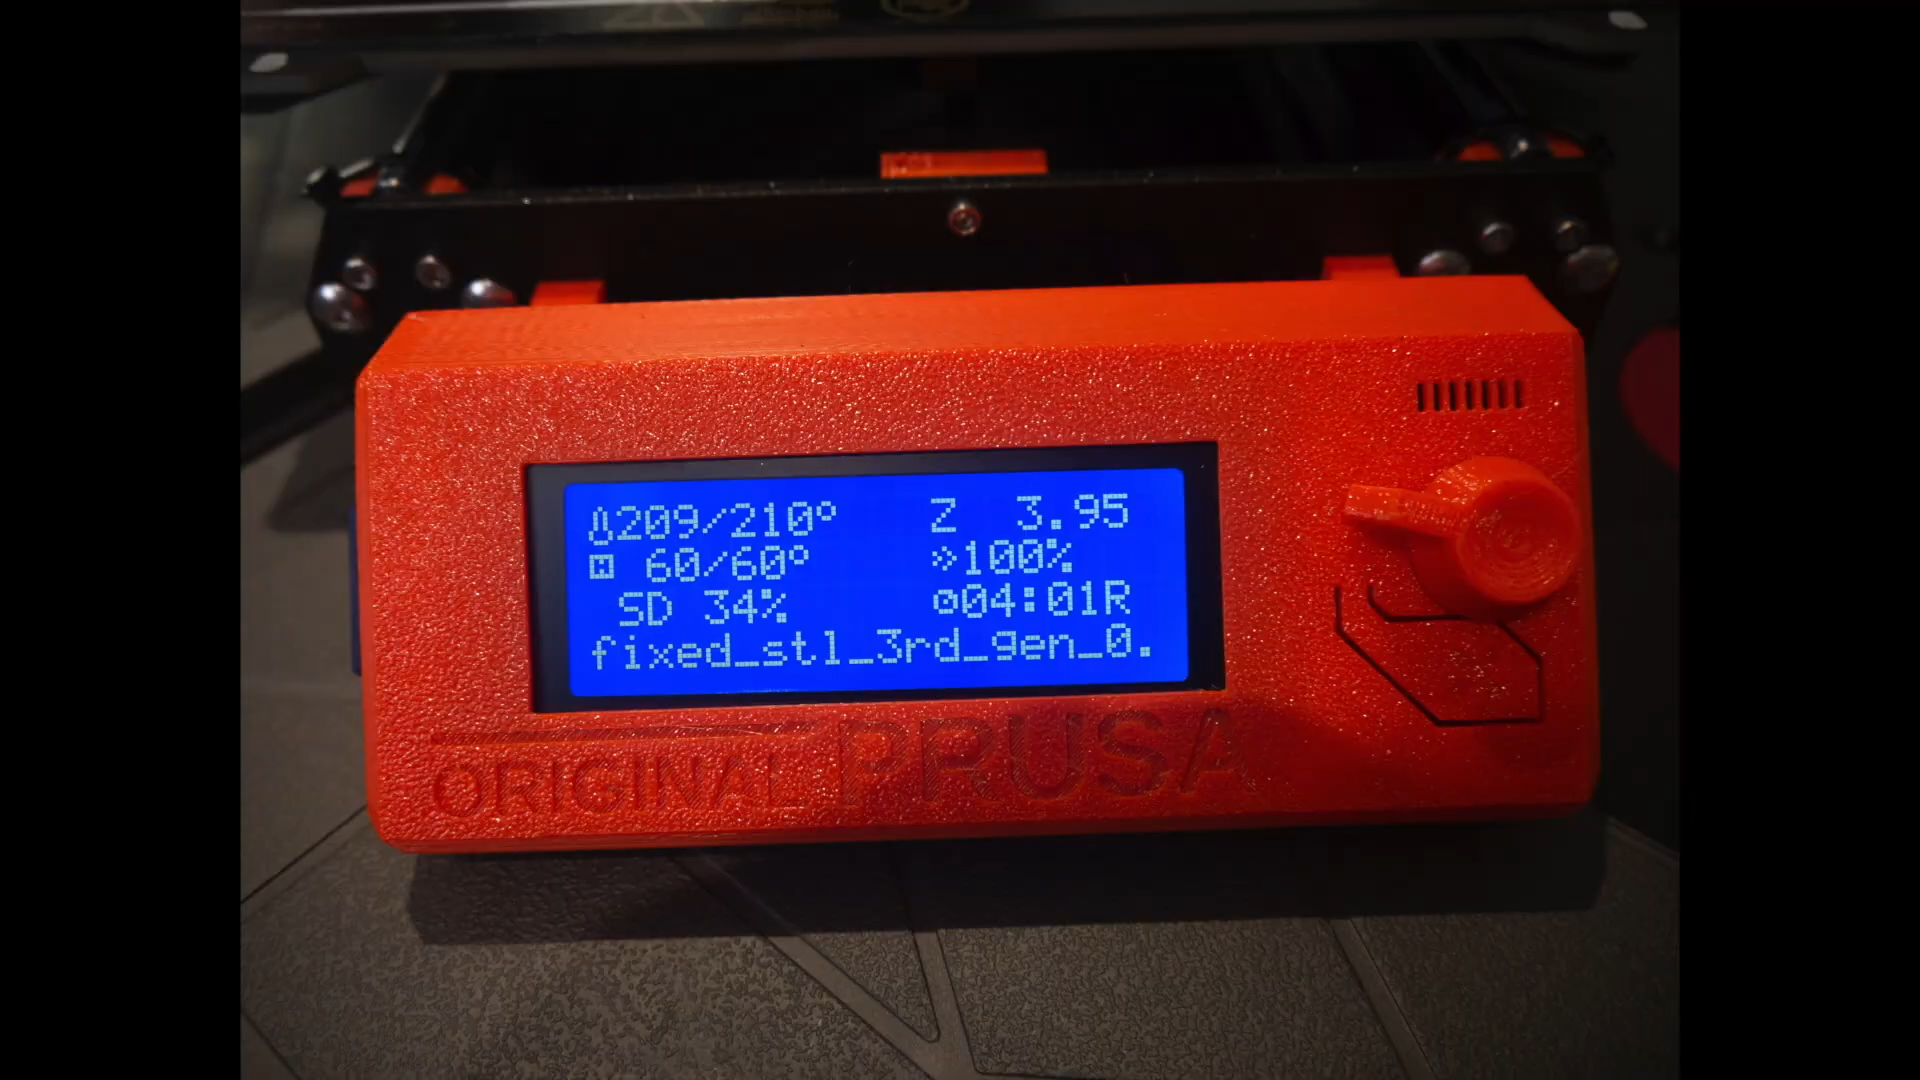 209/210° Z 3.95
60/60° 100%
SD 34% 04:01R
fixed_stl_3rd_gen_0.
ORIGINAL PRUSA